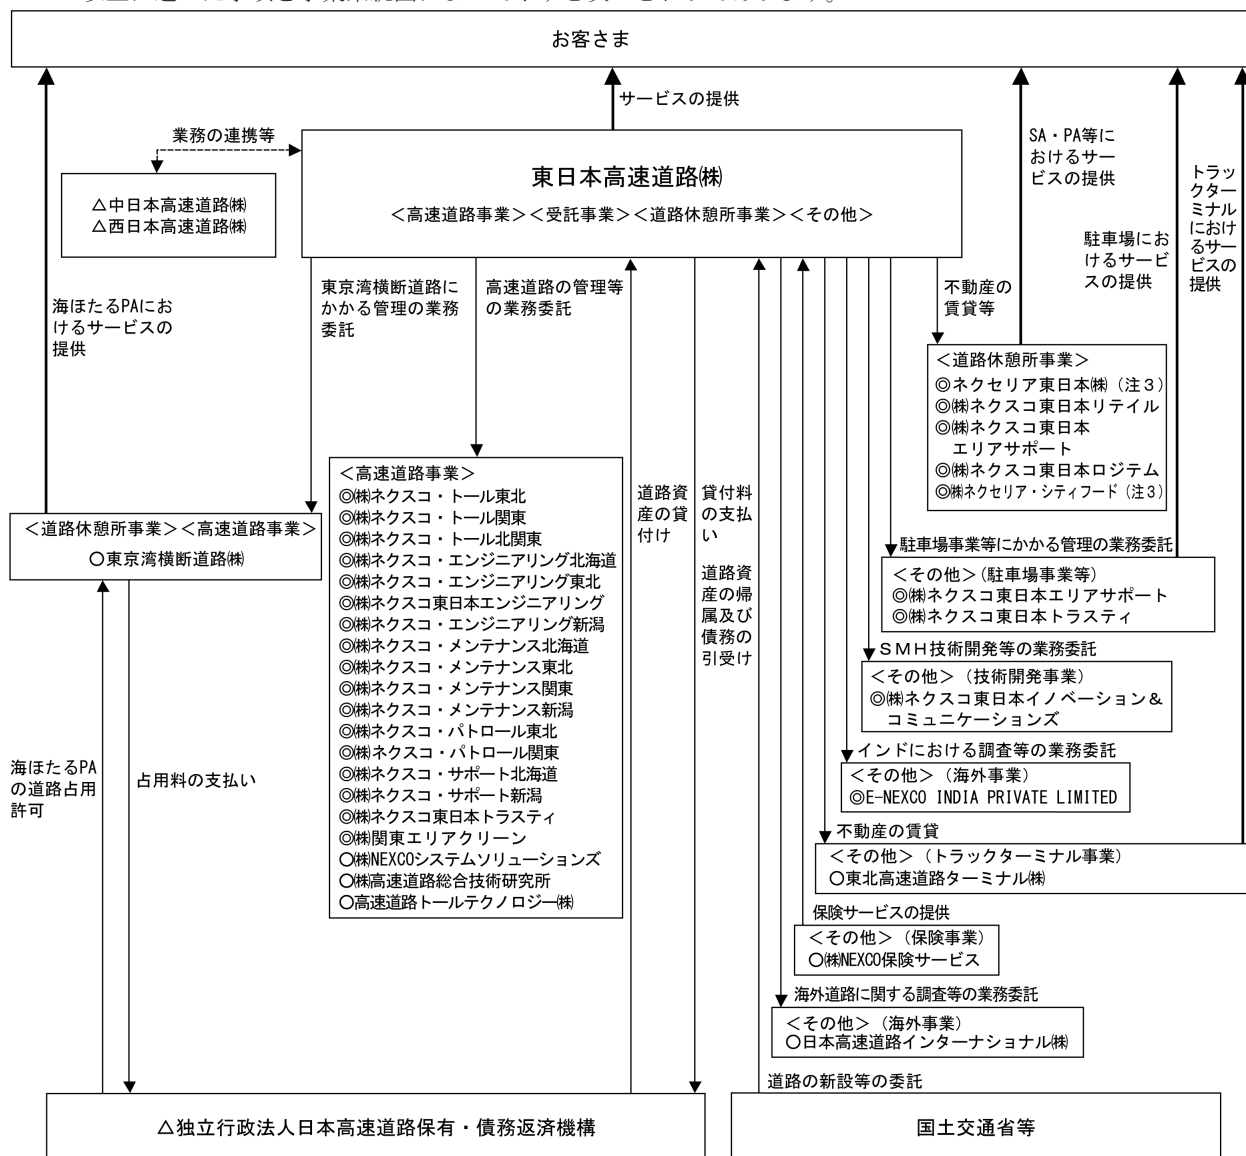 お客さま
サービスの提供
業務の連携等
東日本高速道路㈱
＜高速道路事業＞＜受託事業＞＜道路休憩所事業＞＜その他＞
△中日本高速道路㈱
△西日本高速道路㈱
SA・PA等に
おけるサー
ビスの提供
トラッ
クター
ミナル
におけ
るサー
ビスの
提供
駐車場にお
けるサービ
スの提供
海ほたるPAにお
けるサービスの
提供
東京湾横断道路に
かかる管理の業務
委託
高速道路の管理等
の業務委託
不動産の
賃貸等
＜道路休憩所事業＞
◎ネクセリア東日本㈱（注３）
◎㈱ネクスコ東日本リテイル
◎㈱ネクスコ東日本
エリアサポート
◎㈱ネクスコ東日本ロジテム
◎㈱ネクセリア・シティフード（注３）
＜高速道路事業＞
◎㈱ネクスコ・トール東北
◎㈱ネクスコ・トール関東
◎㈱ネクスコ・トール北関東
◎㈱ネクスコ・エンジニアリング北海道
◎㈱ネクスコ・エンジニアリング東北
◎㈱ネクスコ東日本エンジニアリング
◎㈱ネクスコ・エンジニアリング新潟
◎㈱ネクスコ・メンテナンス北海道
◎㈱ネクスコ・メンテナンス東北
◎㈱ネクスコ・メンテナンス関東
◎㈱ネクスコ・メンテナンス新潟
◎㈱ネクスコ・パトロール東北
◎㈱ネクスコ・パトロール関東
◎㈱ネクスコ・サポート北海道
◎㈱ネクスコ・サポート新潟
◎㈱ネクスコ東日本トラスティ
◎㈱関東エリアクリーン
○㈱NEXCOシステムソリューションズ
○㈱高速道路総合技術研究所
○高速道路トールテクノロジー㈱
道路資
産の貸
付け
貸付料
の支払
い
道路資
産の帰
属及び
債務の
引受け
＜道路休憩所事業＞＜高速道路事業＞
○東京湾横断道路㈱
駐車場事業等にかかる管理の業務委託
＜その他＞（駐車場事業等）
◎㈱ネクスコ東日本エリアサポート
◎㈱ネクスコ東日本トラスティ
ＳＭＨ技術開発等の業務委託
＜その他＞（技術開発事業）
◎㈱ネクスコ東日本イノベーション＆
コミュニケーションズ
インドにおける調査等の業務委託
＜その他＞（海外事業）
◎E-NEXCO INDIA PRIVATE LIMITED
不動産の賃貸
＜その他＞（トラックターミナル事業）
○東北高速道路ターミナル㈱
海ほたるPA
の道路占用
許可
占用料の支払い
保険サービスの提供
＜その他＞（保険事業）
○㈱NEXCO保険サービス
海外道路に関する調査等の業務委託
＜その他＞（海外事業）
○日本高速道路インターナショナル㈱
道路の新設等の委託
△独立行政法人日本高速道路保有・債務返済機構
国土交通省等